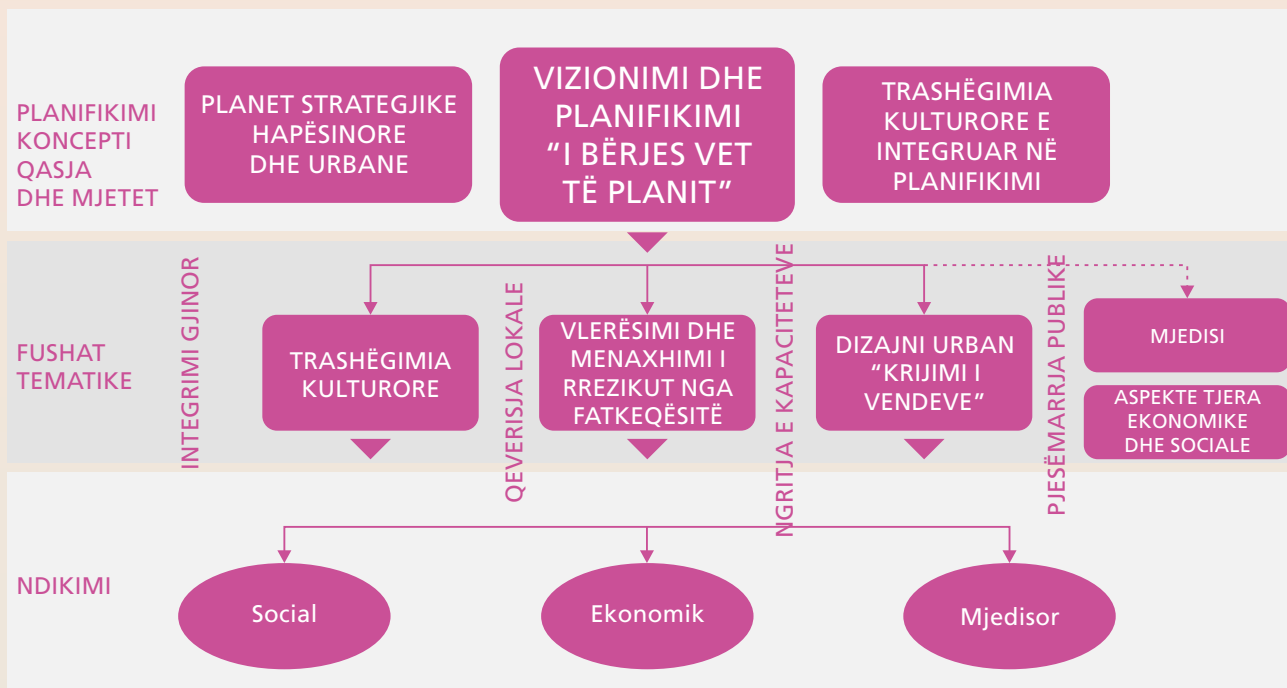 PLANIFIKIMI
KONCEPTI
QASJA
DHE MJETET
PLANET STRATEGJIKE
HAPËSINORE
DHE URBANE
VIZIONIMI DHE
PLANIFIKIMI
“I BËRJES VET
TË PLANIT”
TRASHËGIMIA
KULTURORE E
INTEGRUAR NË
PLANIFIKIMI
FUSHAT
TEMATIKE
INTEGRIMI GJINOR
TRASHËGIMIA
KULTURORE
QEVERISJA LOKALE
VLERËSIMI DHE
MENAXHIMI I
RREZIKUT NGA
FATKEQËSITË
NGRITJA E KAPACITETEVE
DIZAJNI URBAN
“KRIJIMI I
VENDEVE”
PJESËMARRJA PUBLIKE
MJEDISI
ASPEKTE TJERA
EKONOMIKE
DHE SOCIALE
NDIKIMI
Social
Ekonomik
Mjedisor